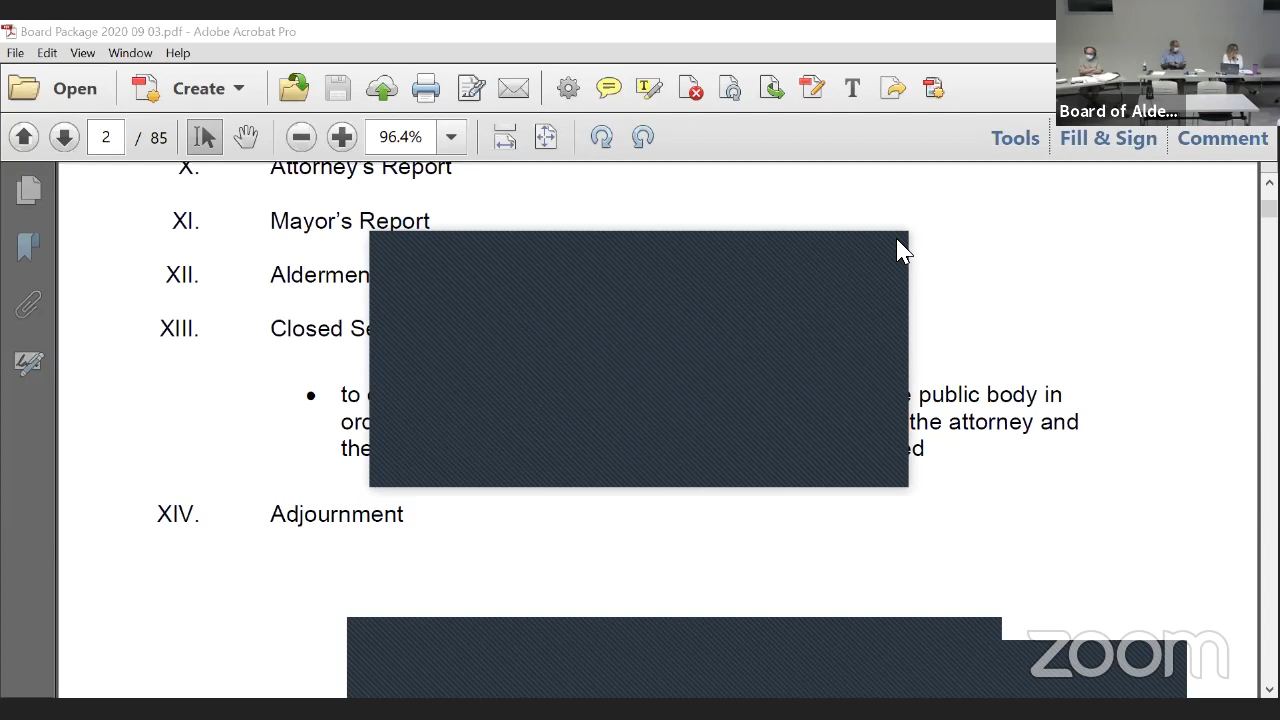 Board Package 2020 09 03.pdf - Adobe Acrobat Pro
File Edit View Window Help
Open Create
Board of Alde...
2 / 85 96.4% Tools Fill & Sign Comment
X. Attorney's Report
XI. Mayor's Report
XII. Aldermen
XIII. Closed Se
• to public body in
the attorney and
the ed
XIV. Adjournment
zoom